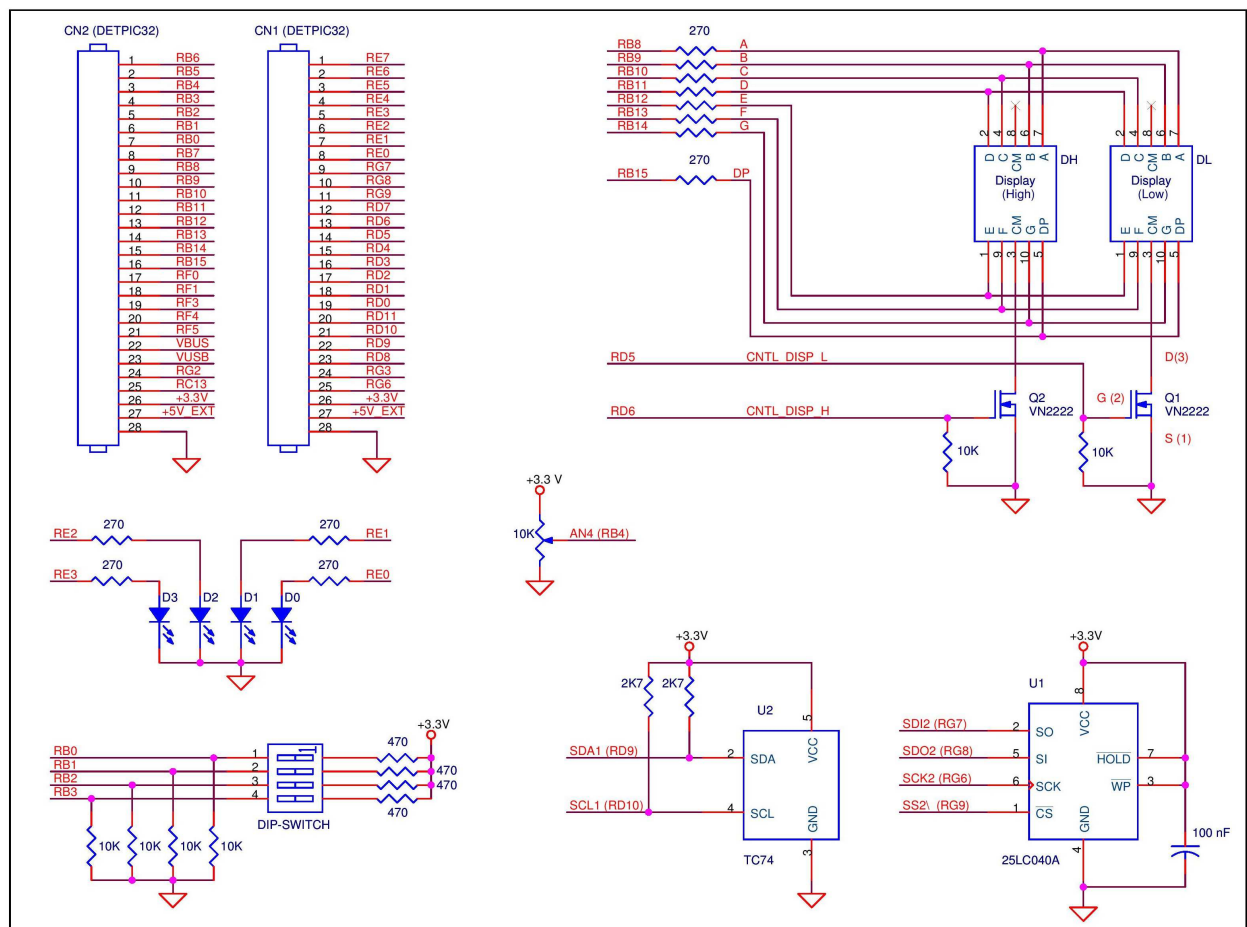 CN2 (DETPIC32)
1 RB6
2 RB5
3 RB4
4 RB3
5 RB2
6 RB1
7 RB0
8 RB7
9 RB8
10 RB9
11 RB10
12 RB11
13 RB12
14 RB13
15 RB14
16 RB15
17 RF0
18 RF1
19 RF3
20 RF4
21 RF5
22 VBUS
23 VUSB
24 RG2
25 RC13
26 +3.3V
27 +5V_EXT
28
CN1 (DETPIC32)
1 RE7
2 RE6
3 RE5
4 RE4
5 RE3
6 RE2
7 RE1
8 RE0
9 RG7
10 RG8
11 RG9
12 RD7
13 RD6
14 RD5
15 RD4
16 RD3
17 RD2
18 RD1
19 RD0
20 RD11
21 RD10
22 RD9
23 RD8
24 RG3
25 RG6
26 +3.3V
27 +5V_EXT
28
270
RB8 A
RB9 B
RB10 C
RB11 D
RB12 E
RB13 F
RB14 G
270
RB15 DP
2 4 8 6 7
D C CM B A
DH
Display
(High)
E F CM G DP
1 9 3 10 5
2 4 8 6 7
D C CM B A
DL
Display
(Low)
E F CM G DP
1 9 3 10 5
RD5 CNTL_DISP_L
D(3)
RD6 CNTL_DISP_H
Q2
VN2222
G (2)
Q1
VN2222
S (1)
10K
10K
+3.3 V
10K
AN4 (RB4)
RE2 270
270 RE1
RE3 270
270 RE0
D3 D2 D1 D0
+3.3V
RB0 1 470
RB1 2 470
RB2 3 470
RB3 4 470
1
DIP-SWITCH
10K 10K 10K 10K
+3.3V
2K7 2K7
U2
5
VCC
SDA1 (RD9) 2 SDA
SCL1 (RD10) 4 SCL
GND
3
TC74
+3.3V
U1
8
VCC
SDI2 (RG7) 2 SO
SDO2 (RG8) 5 SI
HOLD 7
SCK2 (RG6) 6 SCK
WP 3
SS2\ (RG9) 1 CS
GND
4
25LC040A
100 nF